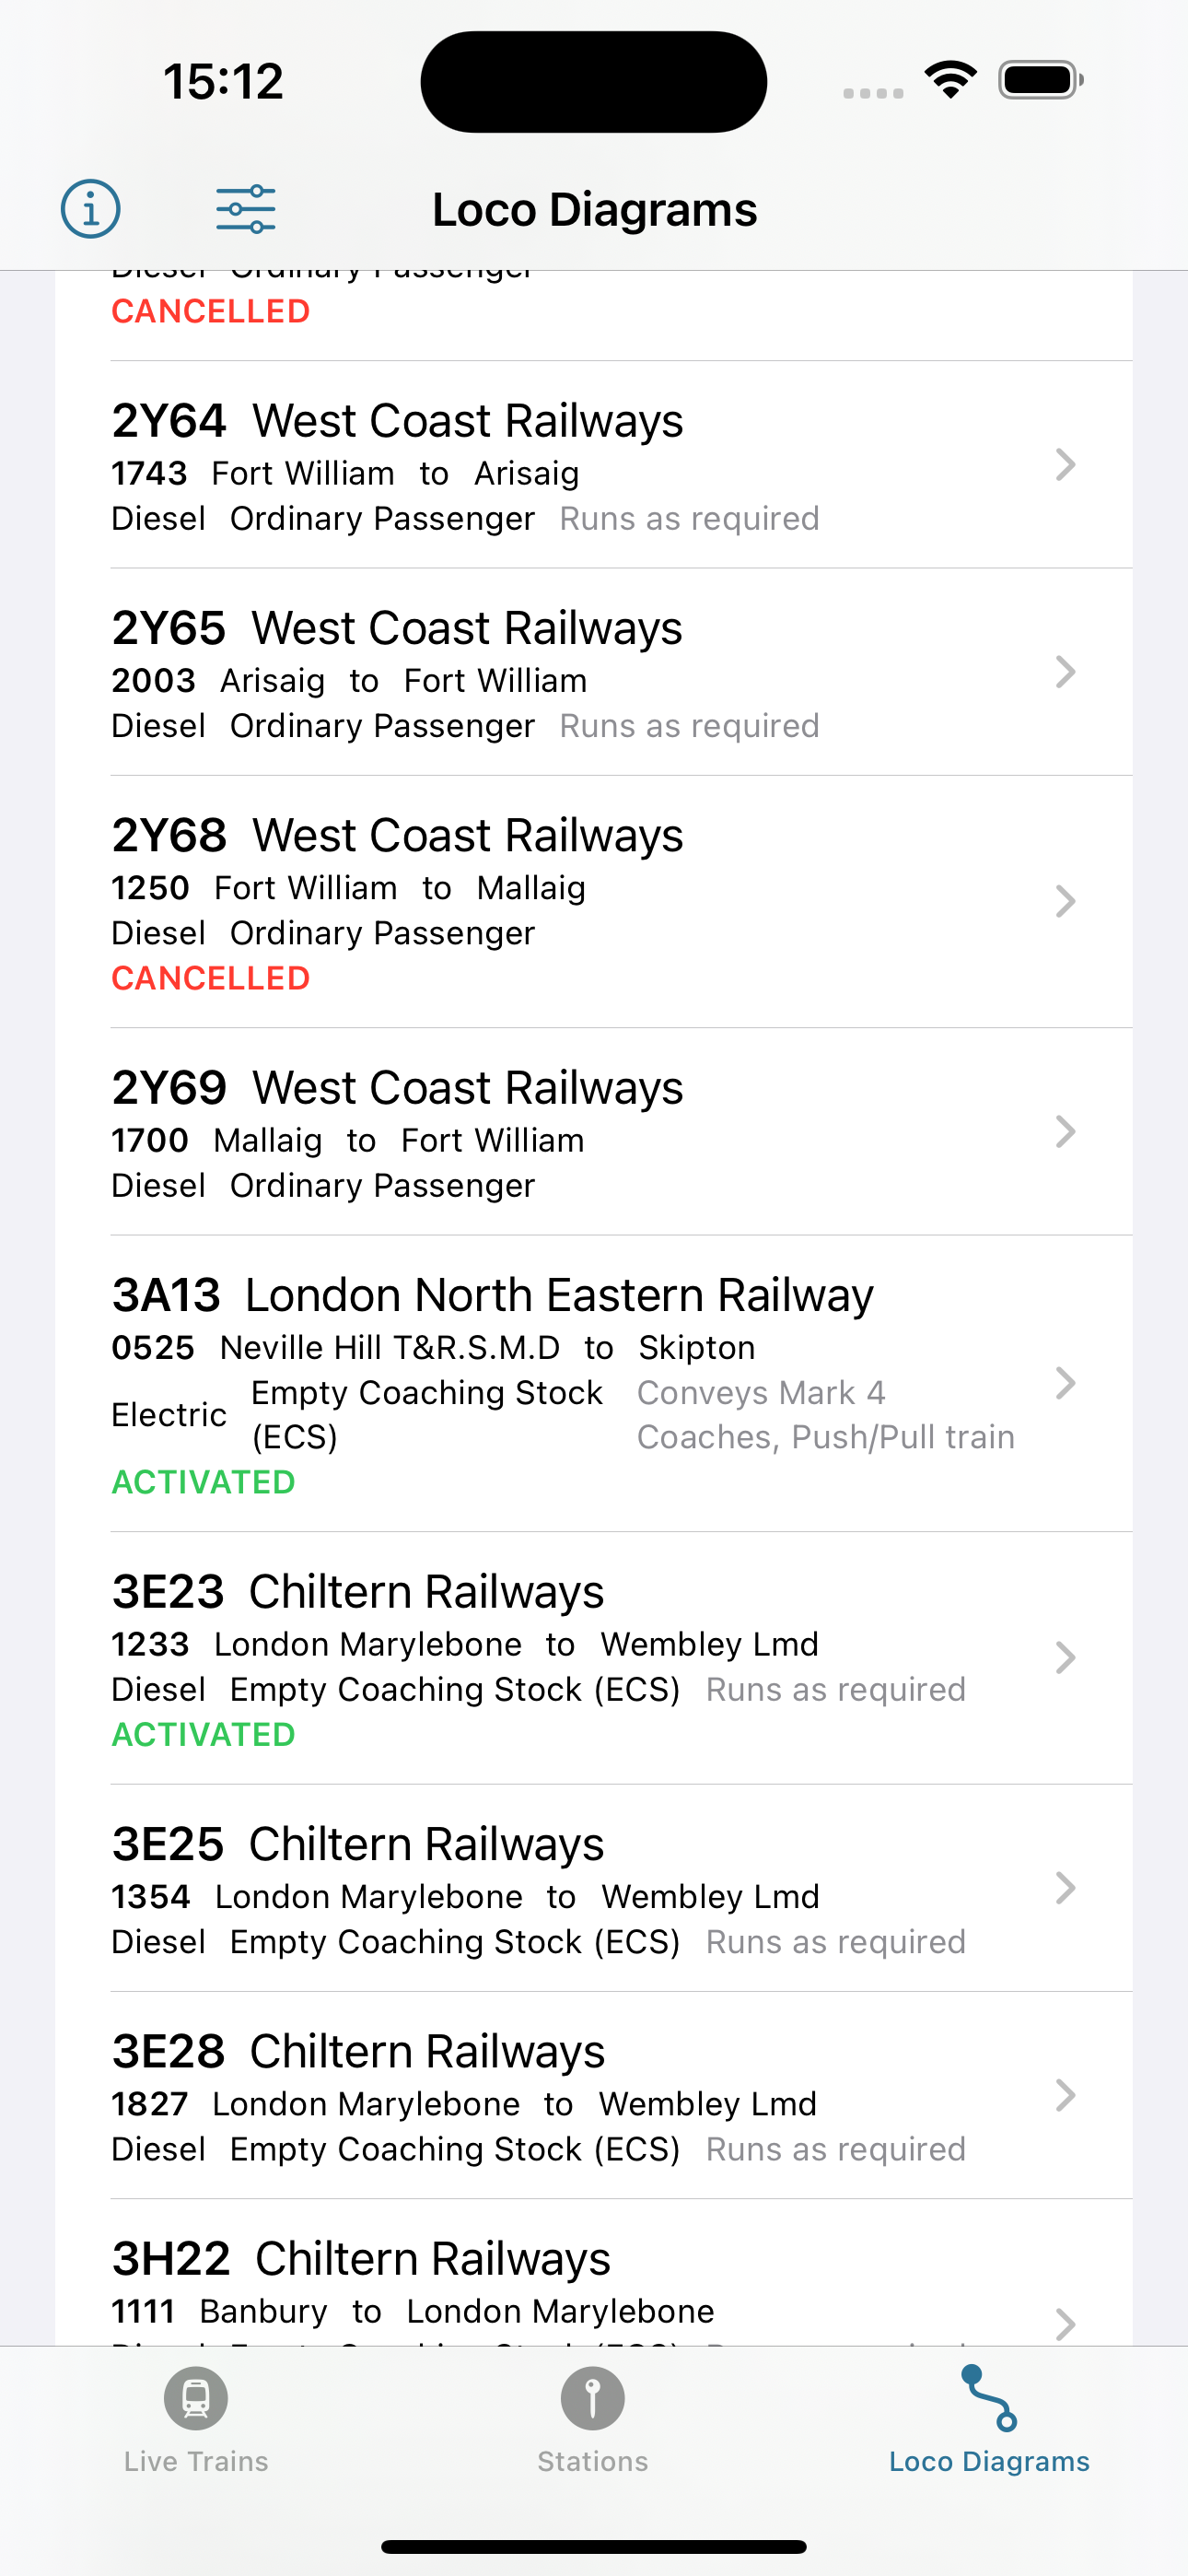 15:12
Loco Diagrams
Diesel Ordinary Passenger
CANCELLED
2Y64 West Coast Railways
1743 Fort William to Arisaig
Diesel Ordinary Passenger Runs as required
2Y65 West Coast Railways
2003 Arisaig to Fort William
Diesel Ordinary Passenger Runs as required
2Y68 West Coast Railways
1250 Fort William to Mallaig
Diesel Ordinary Passenger
CANCELLED
2Y69 West Coast Railways
1700 Mallaig to Fort William
Diesel Ordinary Passenger
3A13 London North Eastern Railway
0525 Neville Hill T&R.S.M.D to Skipton
Electric Empty Coaching Stock (ECS) Conveys Mark 4 Coaches, Push/Pull train
ACTIVATED
3E23 Chiltern Railways
1233 London Marylebone to Wembley Lmd
Diesel Empty Coaching Stock (ECS) Runs as required
ACTIVATED
3E25 Chiltern Railways
1354 London Marylebone to Wembley Lmd
Diesel Empty Coaching Stock (ECS) Runs as required
3E28 Chiltern Railways
1827 London Marylebone to Wembley Lmd
Diesel Empty Coaching Stock (ECS) Runs as required
3H22 Chiltern Railways
1111 Banbury to London Marylebone
Live Trains
Stations
Loco Diagrams